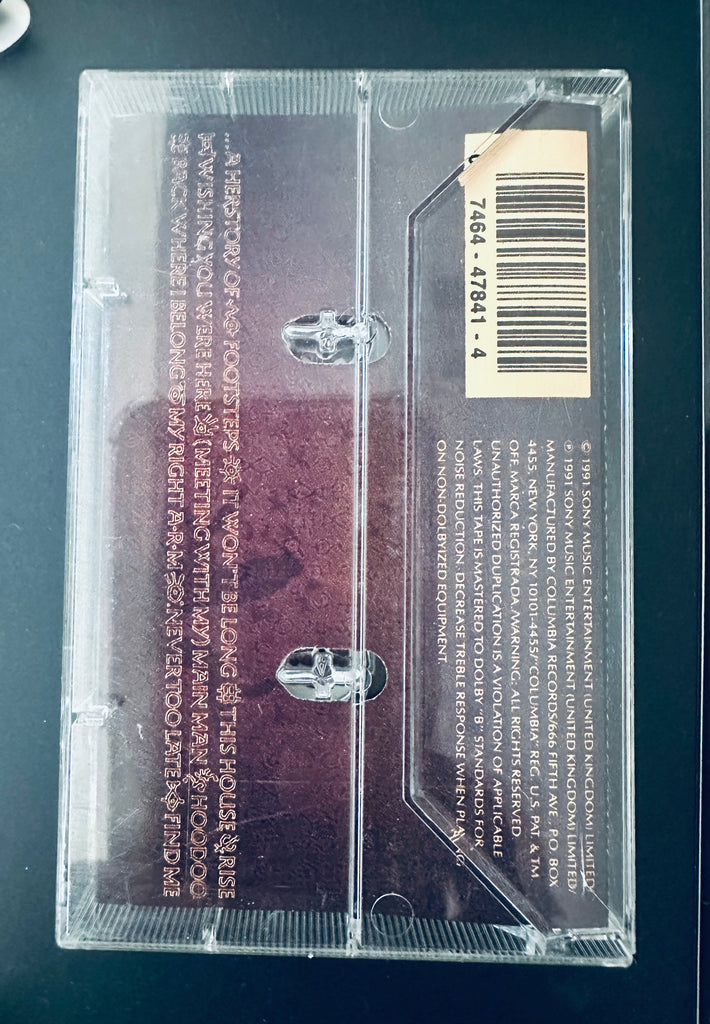 7464 - 47841 - 4
© 1991 SONY MUSIC ENTERTAINMENT (UNITED KINGDOM) LIMITED/
℗ 1991 SONY MUSIC ENTERTAINMENT (UNITED KINGDOM) LIMITED/
MANUFACTURED BY COLUMBIA RECORDS/666 FIFTH AVE., P.O. BOX
4455, NEW YORK, NY 10101-4455/"COLUMBIA" REG. U.S. PAT. & TM.
OFF. MARCA REGISTRADA. WARNING: ALL RIGHTS RESERVED.
UNAUTHORIZED DUPLICATION IS A VIOLATION OF APPLICABLE
LAWS. THIS TAPE IS MASTERED TO DOLBY "B" STANDARDS FOR
NOISE REDUCTION. DECREASE TREBLE RESPONSE WHEN PLAYING
ON NON-DOLBYIZED EQUIPMENT.
...A HERSTORY OF FOOTSTEPS IT WON'T BE LONG THIS HOUSE RISE
WISHING YOU WERE HERE (MEETING WITH MY) MAIN MAN HOODOO
BACK WHERE I BELONG MY RIGHT A·R·M NEVER TOO LATE FIND ME